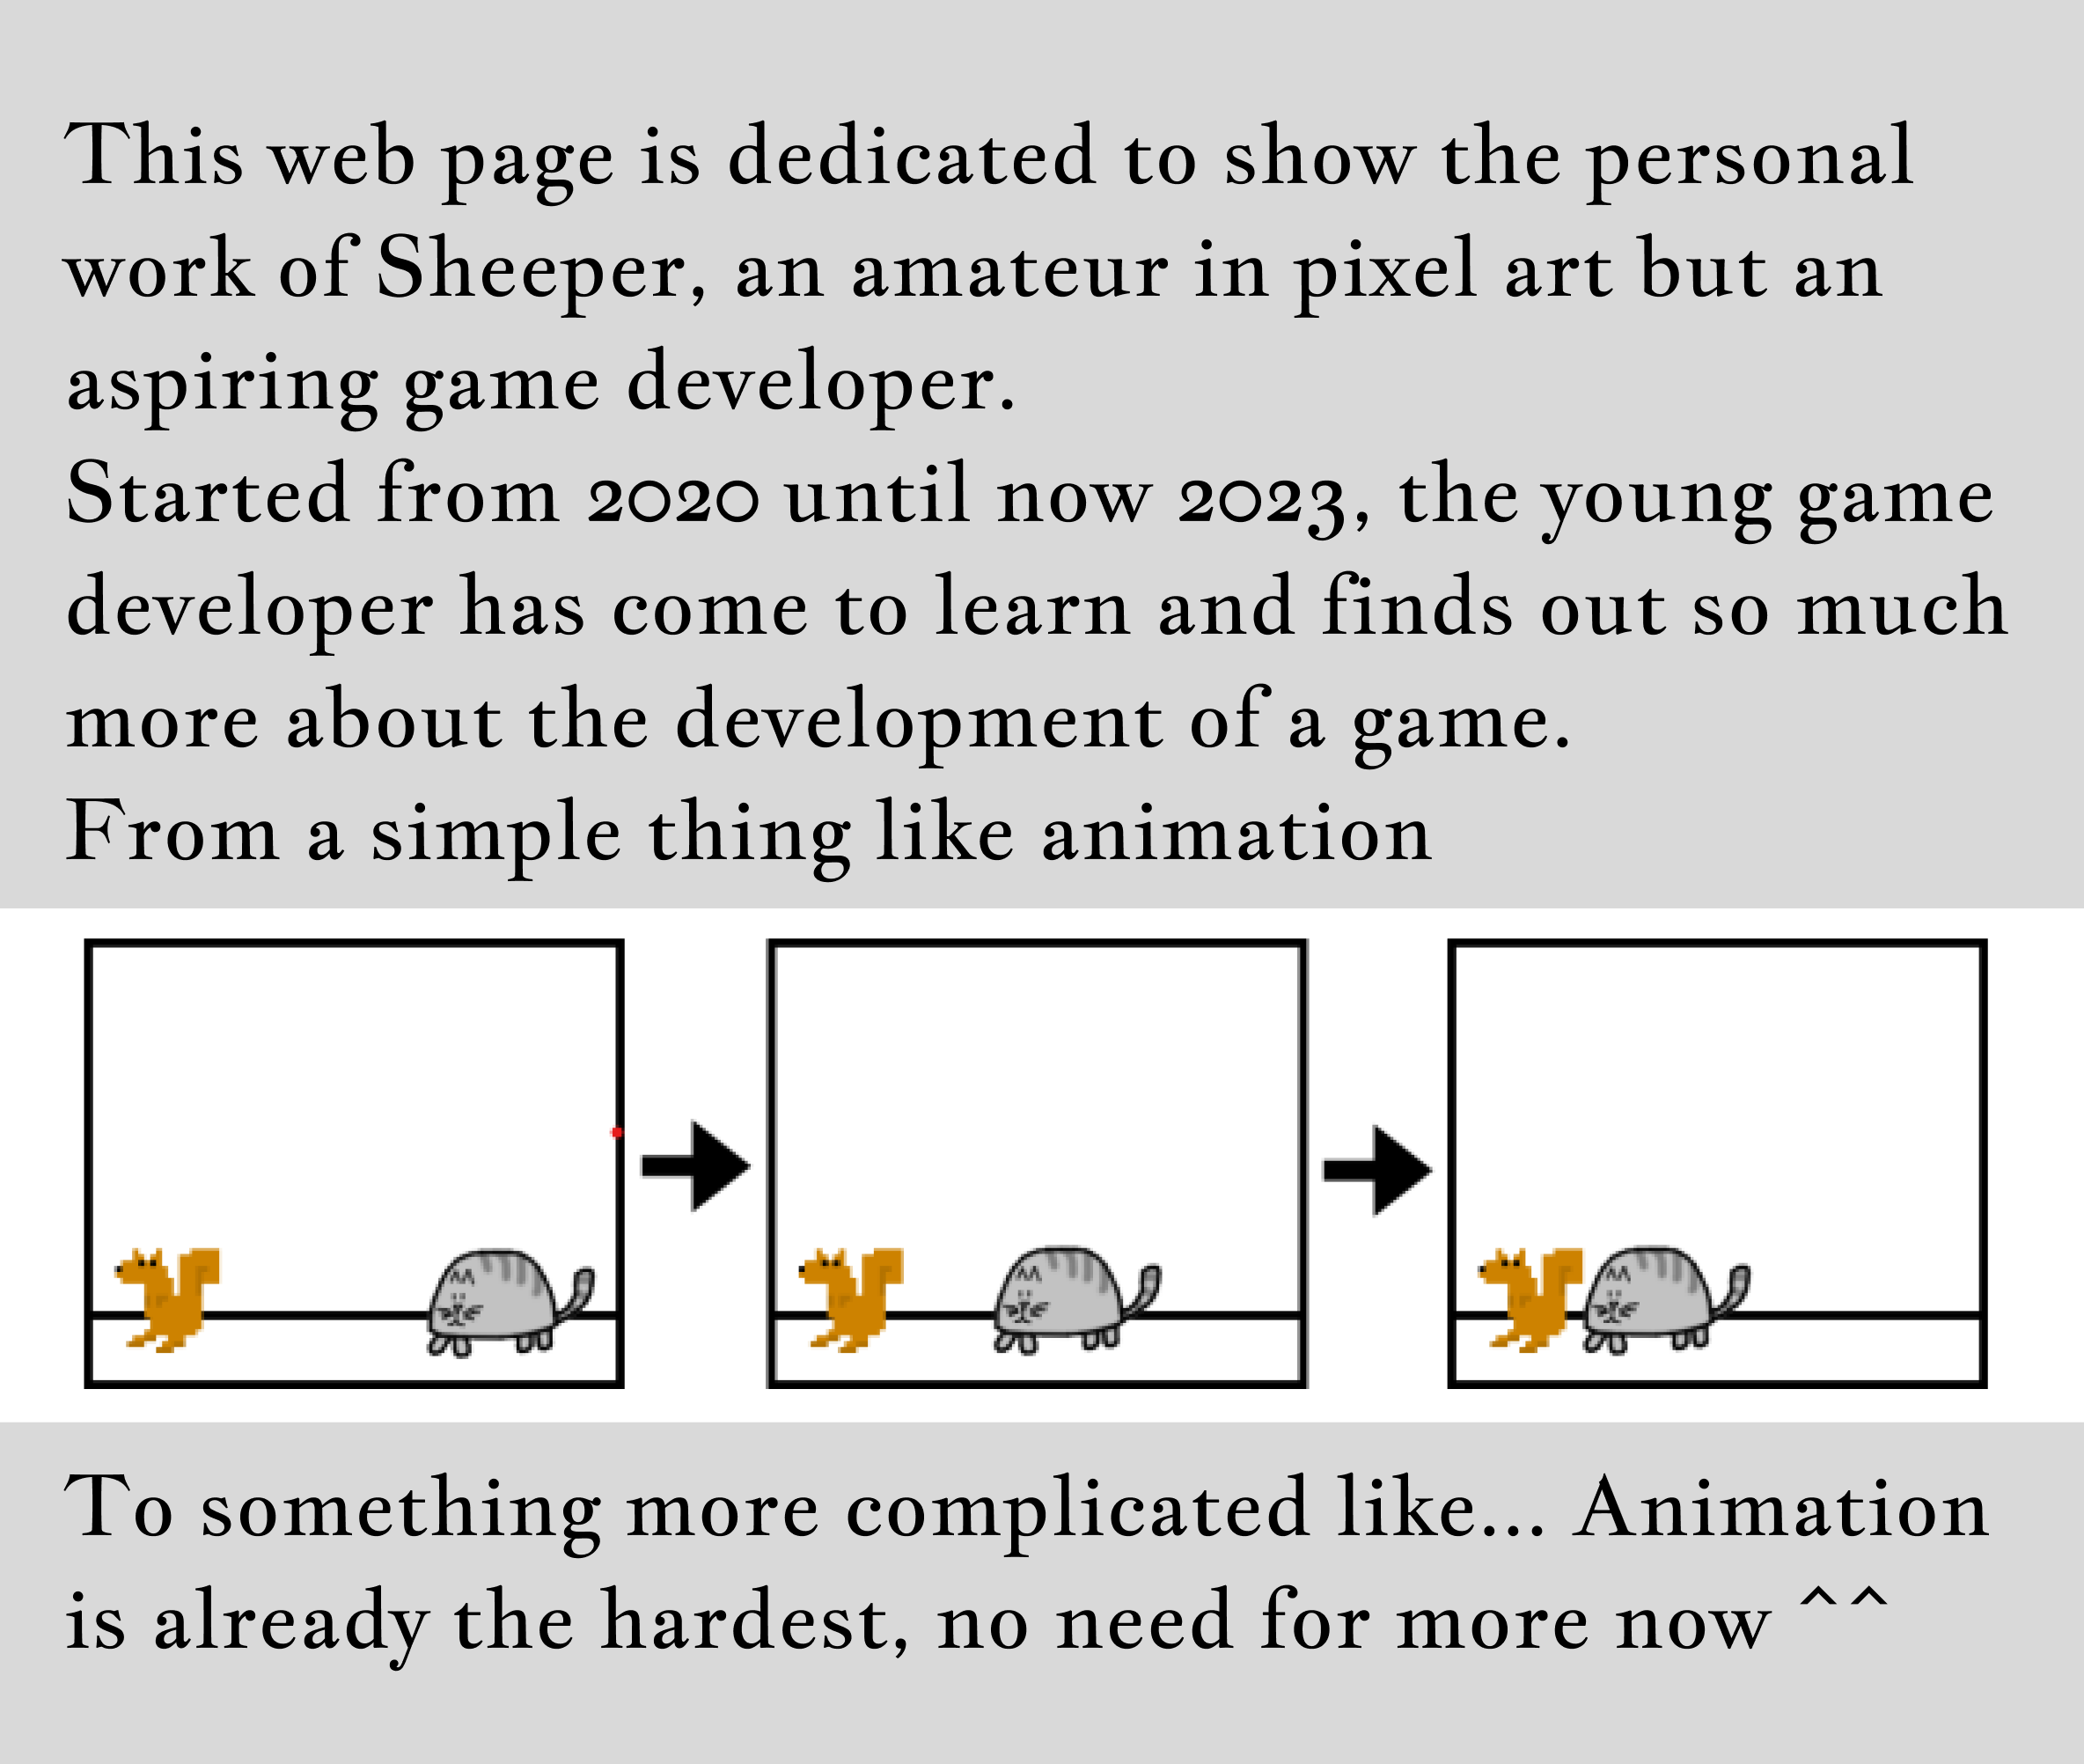 This web page is dedicated to show the personal
work of Sheeper, an amateur in pixel art but an
aspiring game developer.
Started from 2020 until now 2023, the young game
developer has come to learn and finds out so much
more about the development of a game.
From a simple thing like animation
To something more complicated like... Animation
is already the hardest, no need for more now ^^